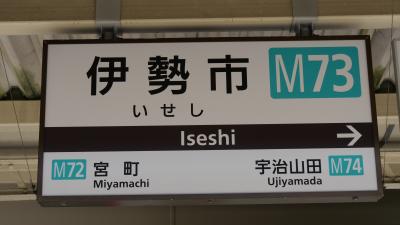 伊勢市 M73
いせし
Iseshi →
M72 宮町 宇治山田 M74
Miyamachi Ujiyamada